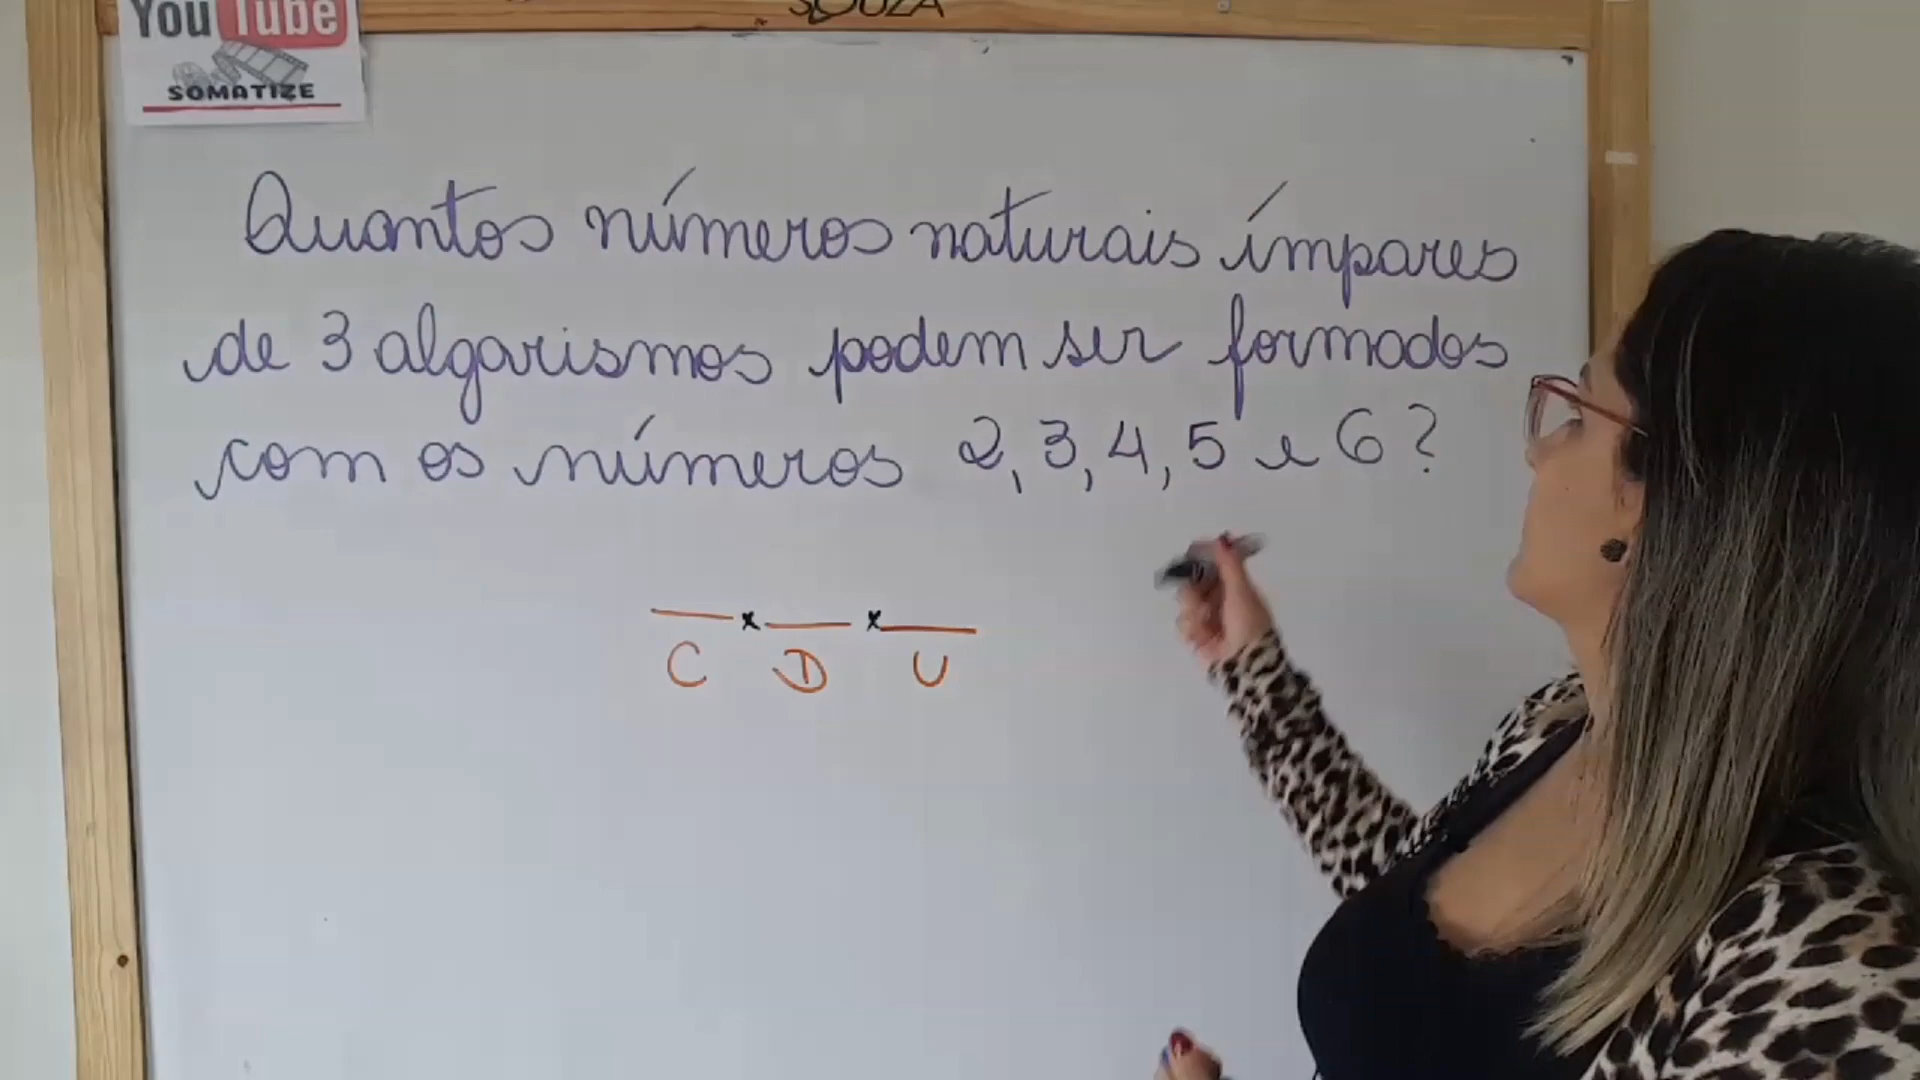 SOUZA
YouTube
SOMATIZE
Quantos números naturais ímpares
de 3 algarismos podem ser formados
com os números 2, 3, 4, 5 e 6?
x x
C D U